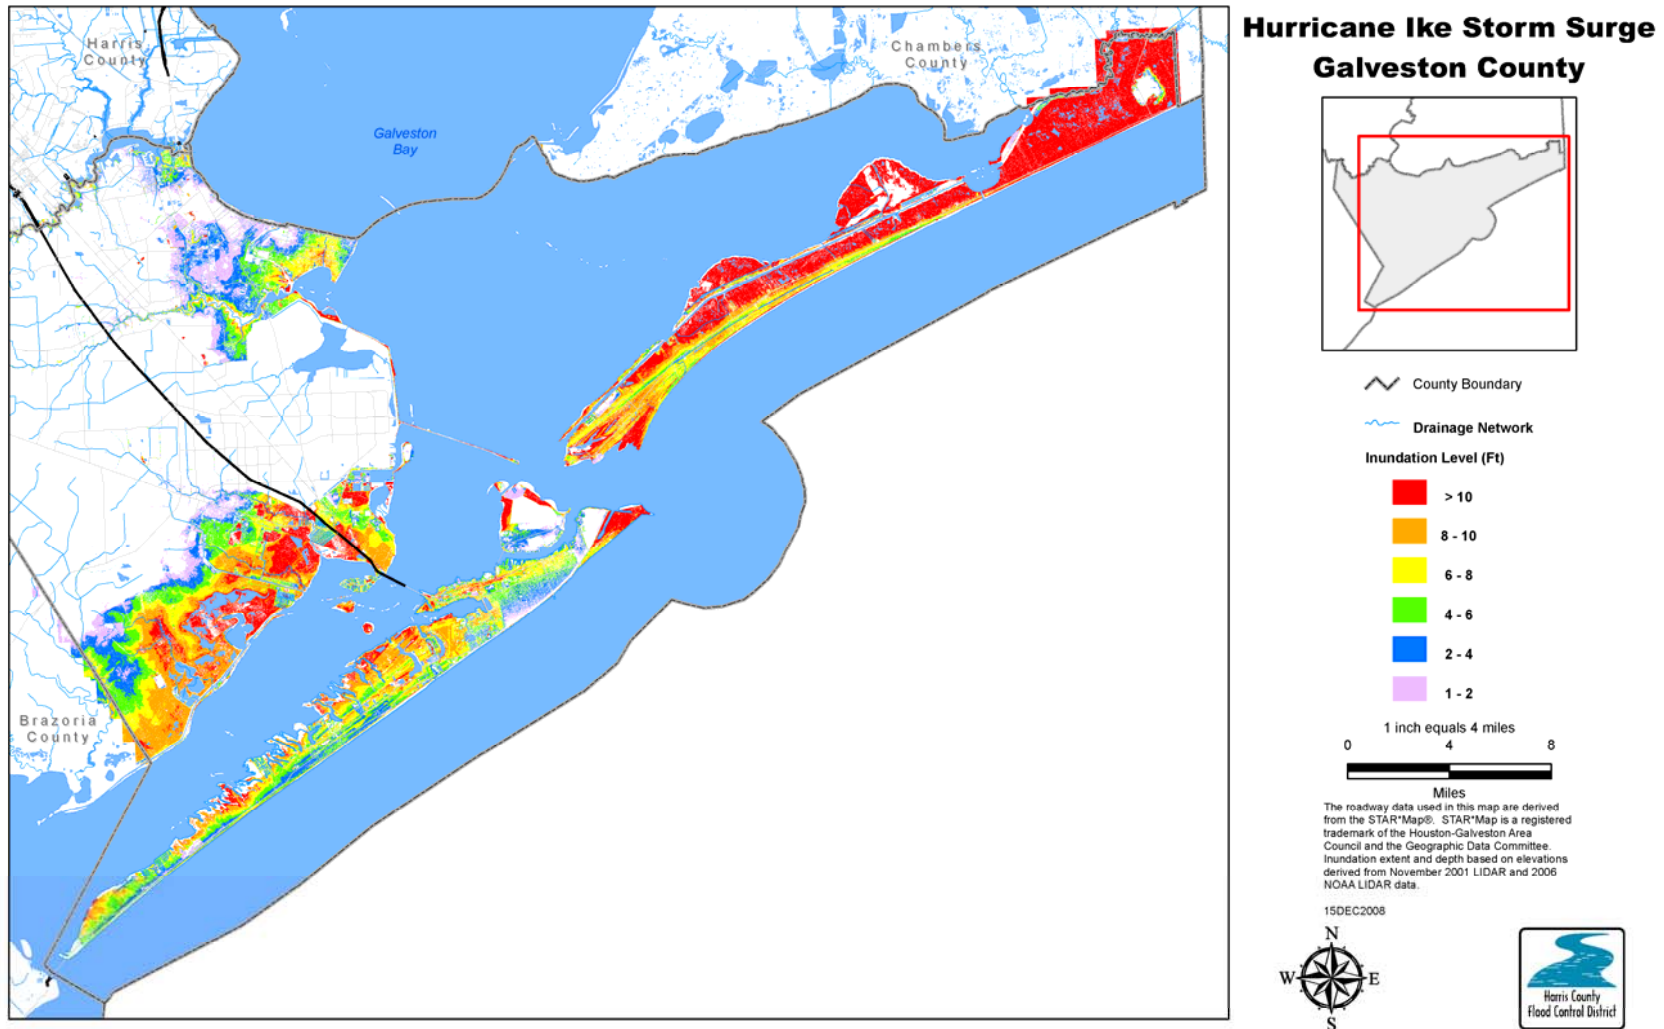 Hurricane Ike Storm Surge
Galveston County
Harris
County
Chambers
County
Galveston
Bay
Brazoria
County
County Boundary
Drainage Network
Inundation Level (Ft)
> 10
8 - 10
6 - 8
4 - 6
2 - 4
1 - 2
1 inch equals 4 miles
0 4 8
Miles
The roadway data used in this map are derived
from the STAR*Map®. STAR*Map is a registered
trademark of the Houston-Galveston Area
Council and the Geographic Data Committee.
Inundation extent and depth based on elevations
derived from November 2001 LIDAR and 2006
NOAA LIDAR data.
15DEC2008
N
W E
S
Harris County
Flood Control District